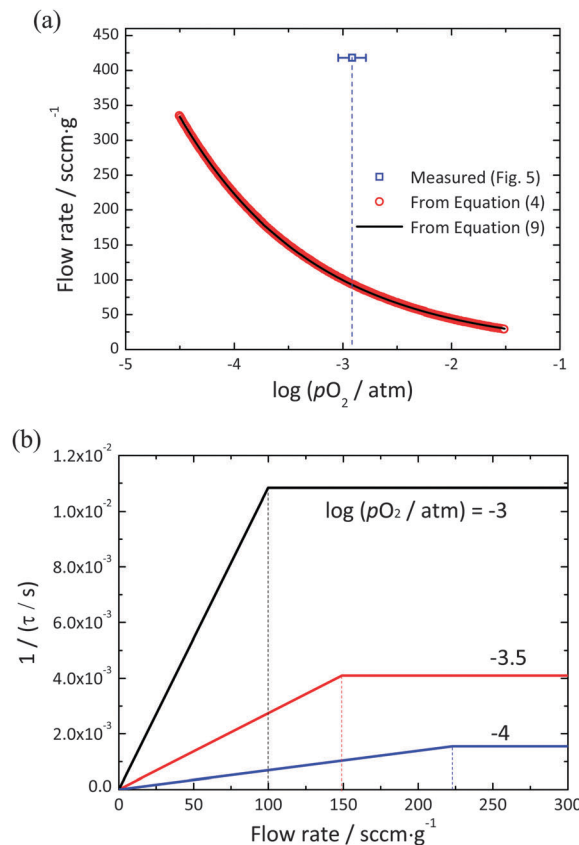 (a)
450
400
350
300
250
200
150
100
50
0
Flow rate / sccm·g⁻¹
Measured (Fig. 5)
From Equation (4)
From Equation (9)
-5 -4 -3 -2 -1
log (pO₂ / atm)
(b)
1.2x10⁻²
1.0x10⁻²
8.0x10⁻³
6.0x10⁻³
4.0x10⁻³
2.0x10⁻³
0.0
1 / (τ / s)
log (pO₂ / atm) = -3
-3.5
-4
0 50 100 150 200 250 300
Flow rate / sccm·g⁻¹